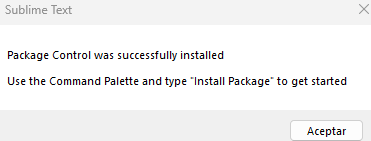 Sublime Text
Package Control was successfully installed
Use the Command Palette and type "Install Package" to get started
Aceptar